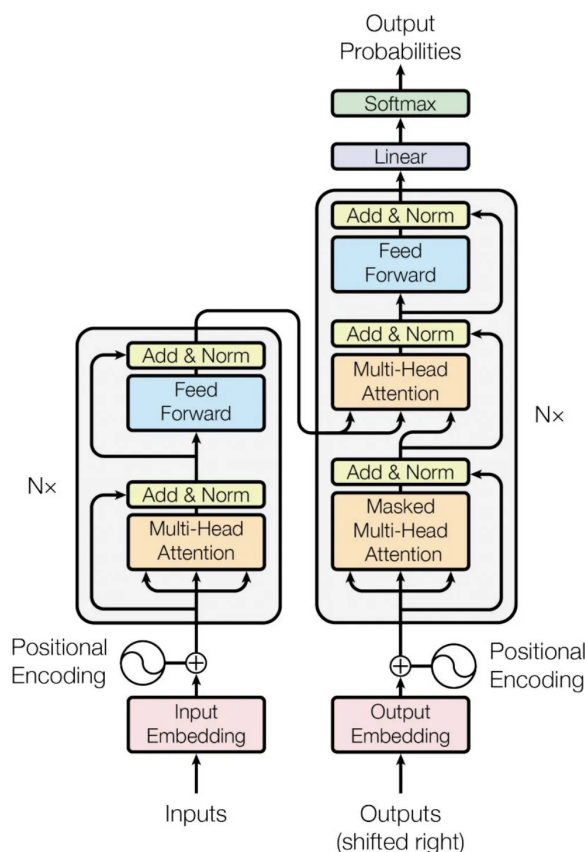 Output
Probabilities
Softmax
Linear
Add & Norm
Feed
Forward
Add & Norm
Multi-Head
Attention
Add & Norm
Masked
Multi-Head
Attention
N×
Add & Norm
Feed
Forward
Add & Norm
Multi-Head
Attention
N×
Positional
Encoding
Positional
Encoding
Input
Embedding
Output
Embedding
Inputs
Outputs
(shifted right)